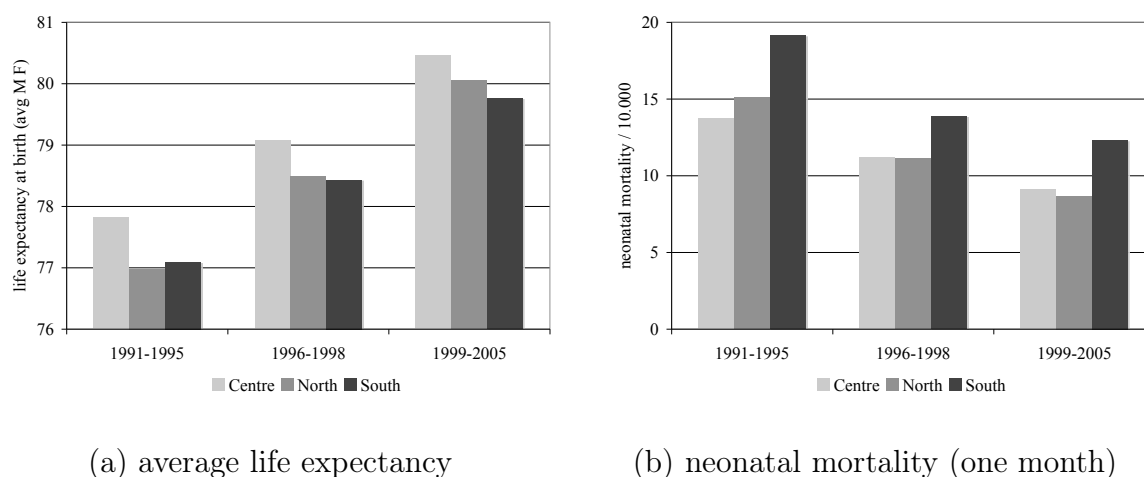 life expectancy at birth (avg M F)
81
80
79
78
77
76
1991-1995 1996-1998 1999-2005
Centre North South
(a) average life expectancy
neonatal mortality / 10.000
20
15
10
5
0
1991-1995 1996-1998 1999-2005
Centre North South
(b) neonatal mortality (one month)